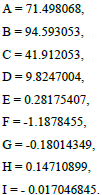 A = 71.498068,
B = 94.593053,
C = 41.912053,
D = 9.8247004,
E = 0.28175407,
F = -1.1878455,
G = -0.18014349,
H = 0.14710899,
I = - 0.017046845.